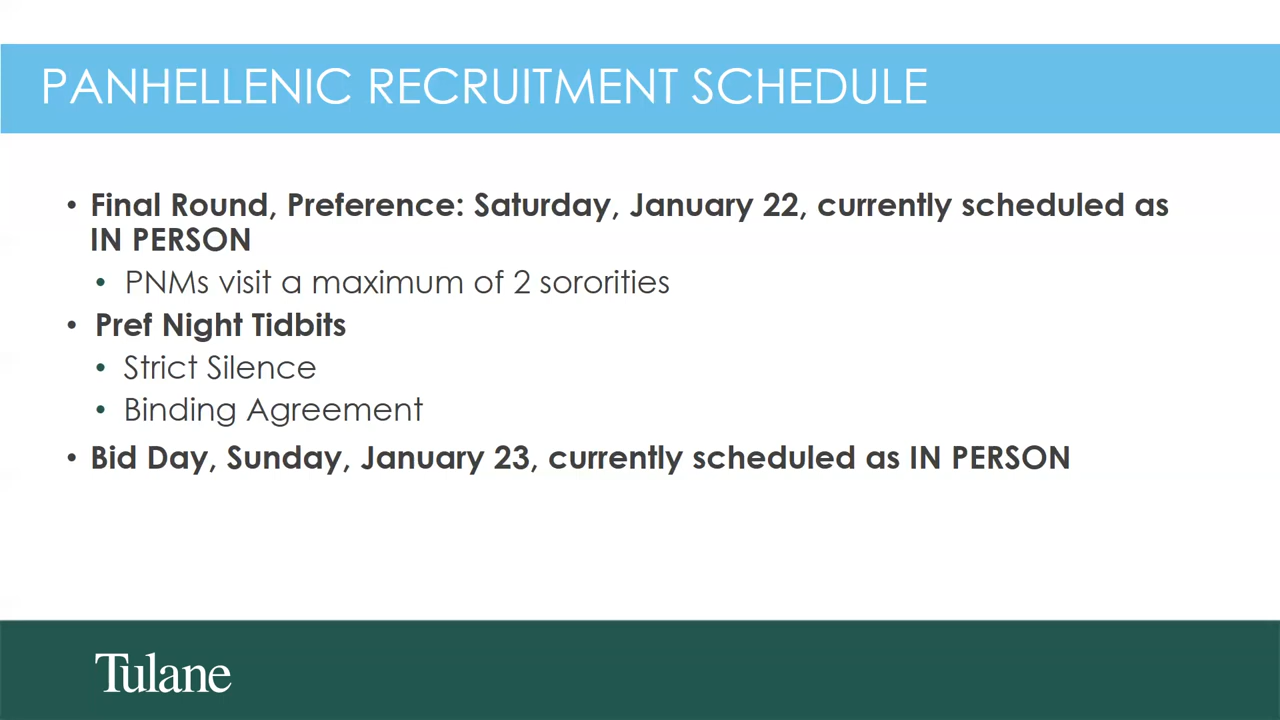 PANHELLENIC RECRUITMENT SCHEDULE
• Final Round, Preference: Saturday, January 22, currently scheduled as
IN PERSON
• PNMs visit a maximum of 2 sororities
• Pref Night Tidbits
• Strict Silence
• Binding Agreement
• Bid Day, Sunday, January 23, currently scheduled as IN PERSON
Tulane